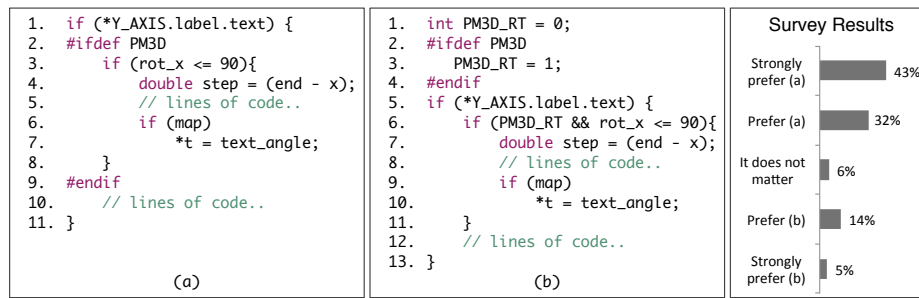 1. if (*Y_AXIS.label.text) {
2. #ifdef PM3D
3. if (rot_x <= 90){
4. double step = (end - x);
5. // lines of code..
6. if (map)
7. *t = text_angle;
8. }
9. #endif
10. // lines of code..
11. }
(a)
1. int PM3D_RT = 0;
2. #ifdef PM3D
3. PM3D_RT = 1;
4. #endif
5. if (*Y_AXIS.label.text) {
6. if (PM3D_RT && rot_x <= 90){
7. double step = (end - x);
8. // lines of code..
9. if (map)
10. *t = text_angle;
11. }
12. // lines of code..
13. }
(b)
Survey Results
Strongly
prefer (a)
43%
Prefer (a)
32%
It does not
matter
6%
Prefer (b)
14%
Strongly
prefer (b)
5%